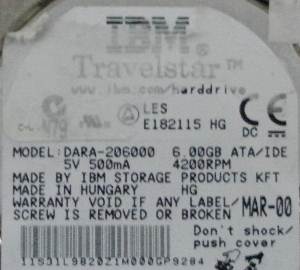 IBM®
Travelstar™
www.ibm.com/harddrive
LES
E182115 HG
DC
MODEL:DARA-206000 6.00GB ATA/IDE
5V 500mA 4200RPM
MADE BY IBM STORAGE PRODUCTS KFT
MADE IN HUNGARY HG
WARRANTY VOID IF ANY LABEL/
SCREW IS REMOVED OR BROKEN
MAR-00
Don't shock/
push cover